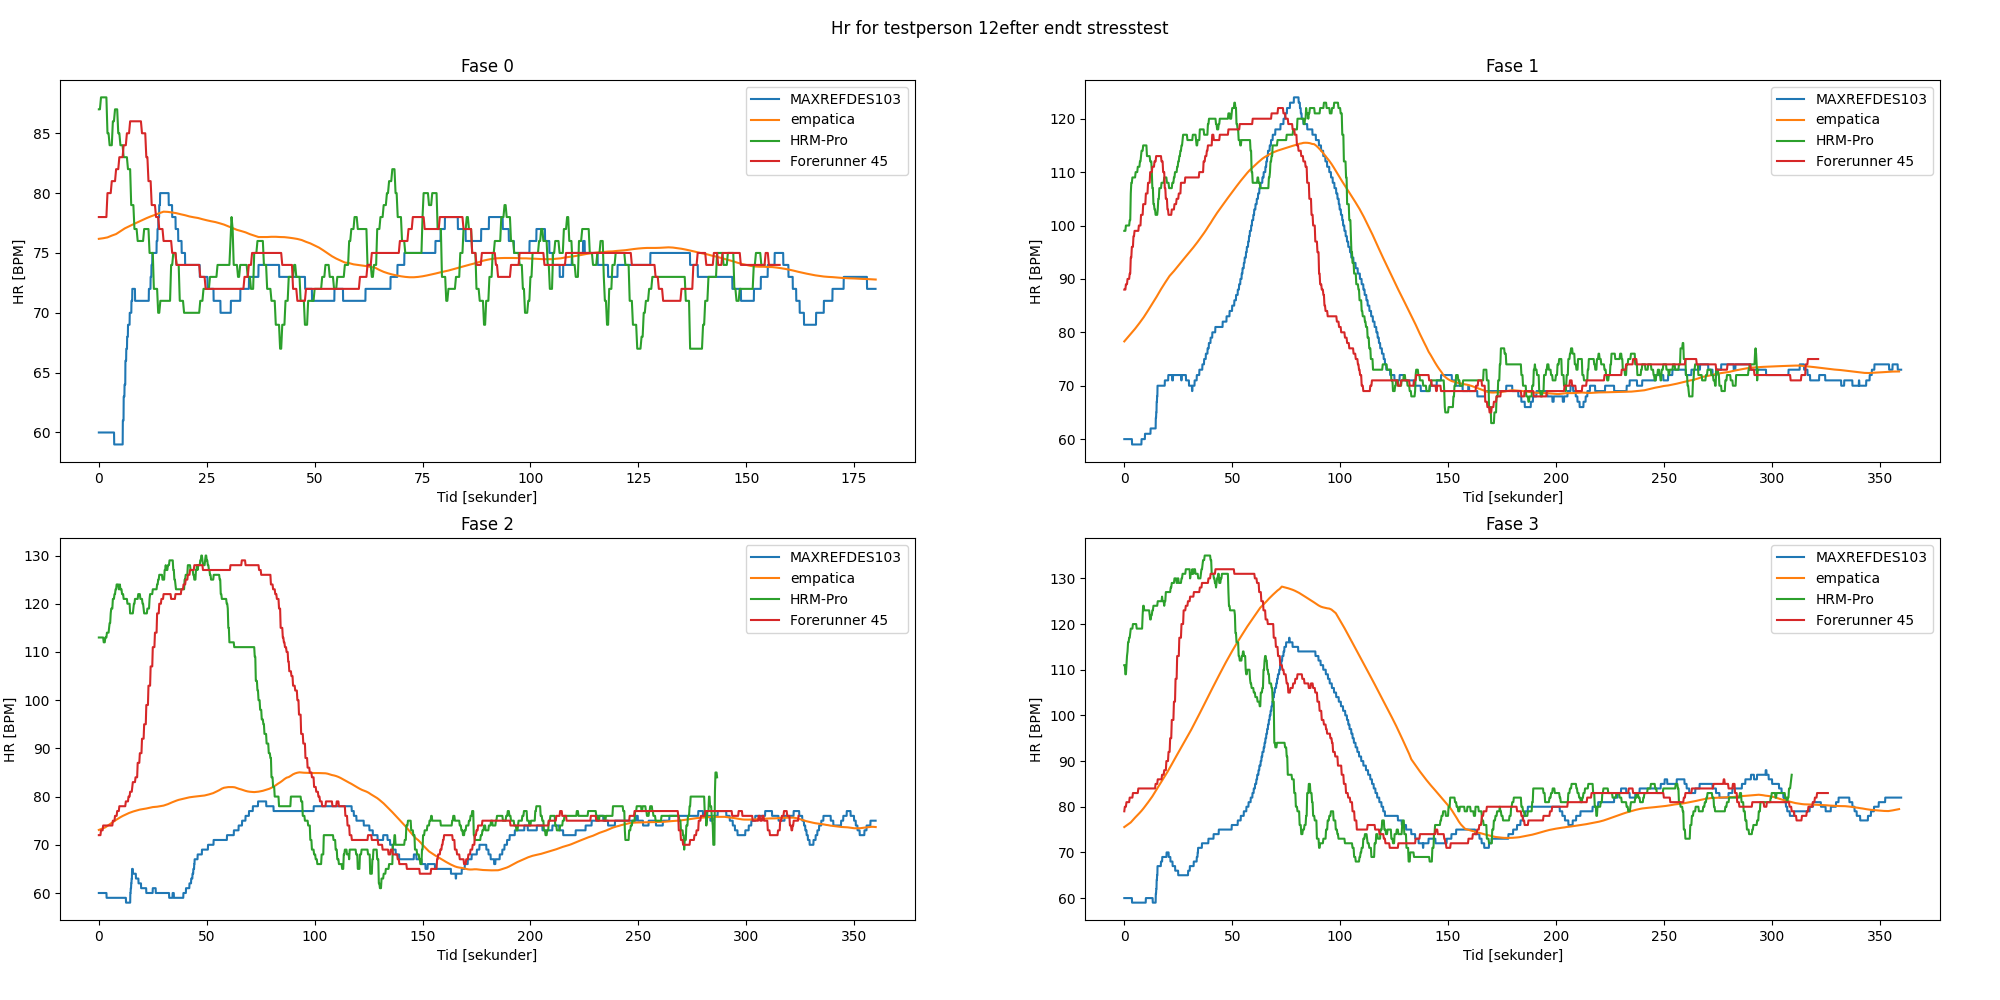 Hr for testperson 12efter endt stresstest
Fase 0
HR [BPM]
85
80
75
70
65
60
0 25 50 75 100 125 150 175
Tid [sekunder]
MAXREFDES103
empatica
HRM-Pro
Forerunner 45
Fase 1
HR [BPM]
120
110
100
90
80
70
60
0 50 100 150 200 250 300 350
Tid [sekunder]
MAXREFDES103
empatica
HRM-Pro
Forerunner 45
Fase 2
HR [BPM]
130
120
110
100
90
80
70
60
0 50 100 150 200 250 300 350
Tid [sekunder]
MAXREFDES103
empatica
HRM-Pro
Forerunner 45
Fase 3
HR [BPM]
130
120
110
100
90
80
70
60
0 50 100 150 200 250 300 350
Tid [sekunder]
MAXREFDES103
empatica
HRM-Pro
Forerunner 45